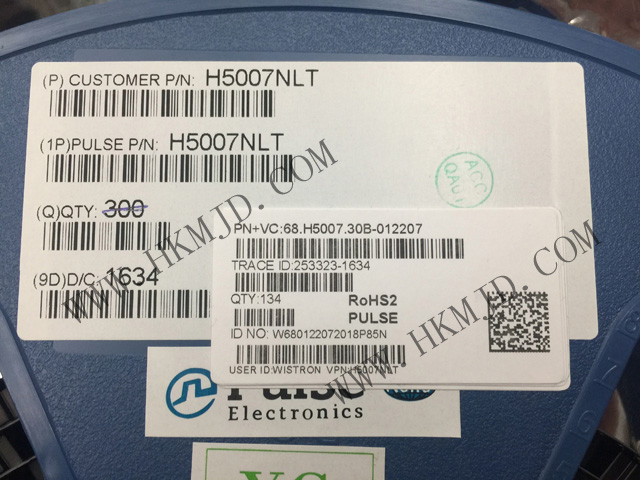 (P) CUSTOMER P/N: H5007NLT
(1P)PULSE P/N: H5007NLT
(Q)QTY: 300
(9D)D/C: 1634
ACC
QAU1
PN+VC:68.H5007.30B-012207
TRACE ID:253323-1634
QTY:134
RoHS2
PULSE
ID NO: W680122072018P85N
USER ID:WISTRON VPN:H5007NLT
Pulse
Electronics
WWW.HKMJD.COM
WWW.HKMJD.COM